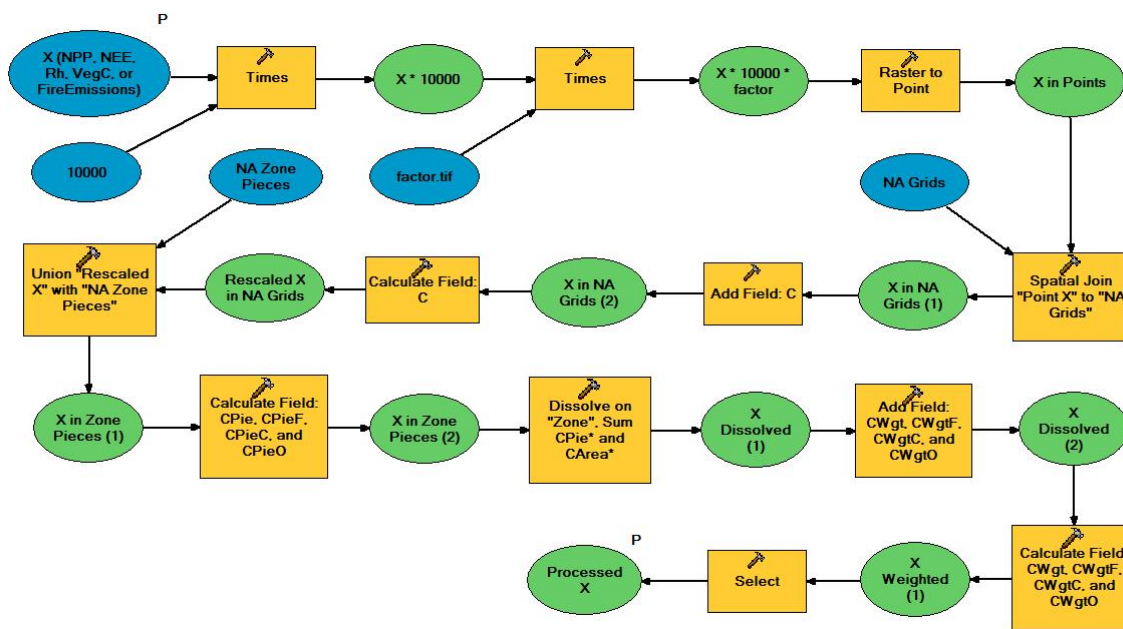 P
X (NPP, NEE,
Rh, VegC, or
FireEmissions)
Times
X * 10000
Times
X * 10000 *
factor
Raster to
Point
X in Points
10000
NA Zone
Pieces
factor.tif
NA Grids
Union "Rescaled
X" with "NA Zone
Pieces"
Rescaled X
in NA Grids
Calculate Field:
C
X in NA
Grids (2)
Add Field: C
X in NA
Grids (1)
Spatial Join
"Point X" to "NA
Grids"
X in Zone
Pieces (1)
Calculate Field:
CPie, CPieF,
CPieC, and
CPieO
X in Zone
Pieces (2)
Dissolve on
"Zone", Sum
CPie* and
CArea*
X
Dissolved
(1)
Add Field:
CWgt, CWgtF,
CWgtC, and
CWgtO
X
Dissolved
(2)
P
Processed
X
Select
X
Weighted
(1)
Calculate Field:
CWgt, CWgtF,
CWgtC, and
CWgtO